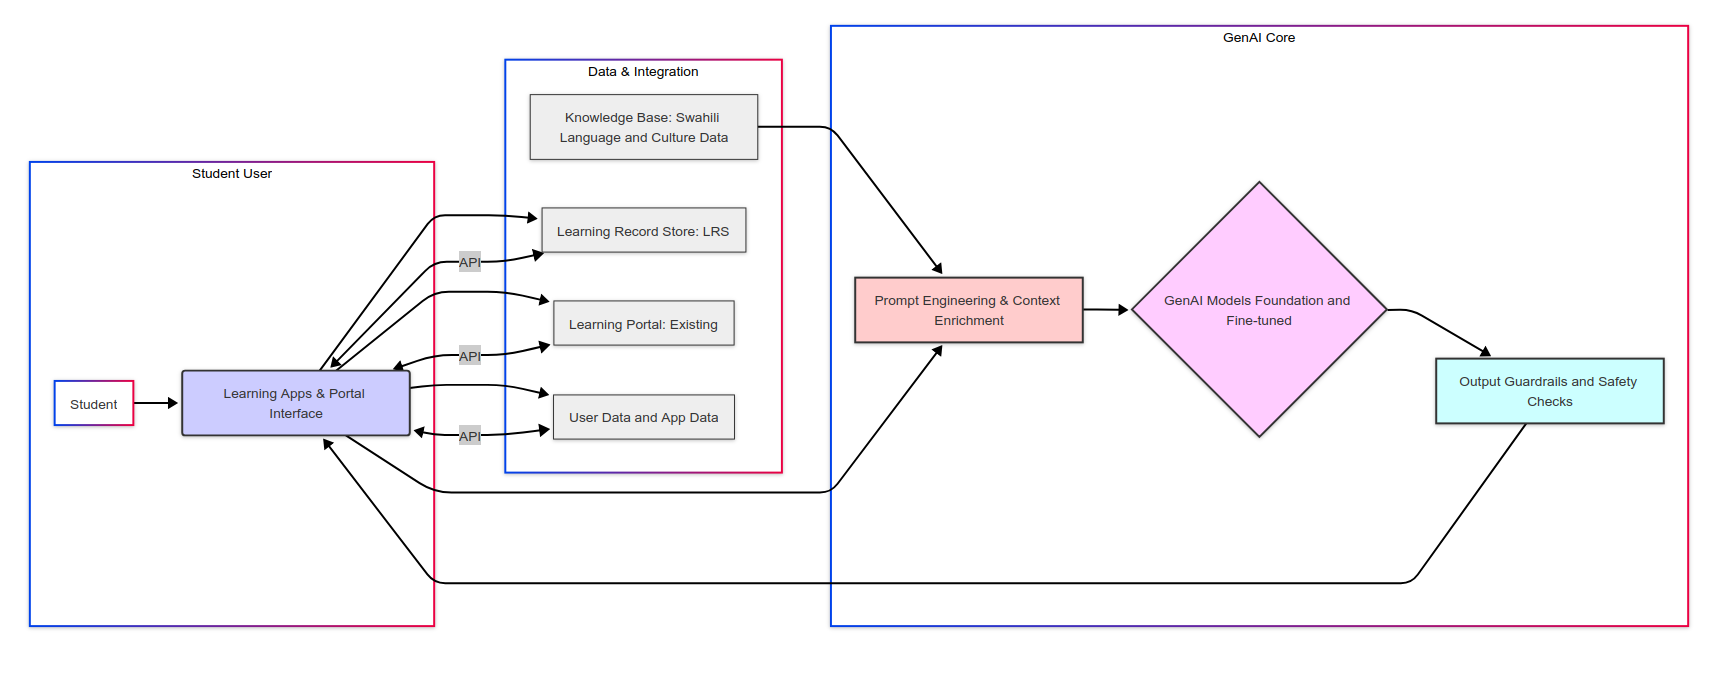 GenAI Core
Data & Integration
Knowledge Base: Swahili
Language and Culture Data
Student User
Learning Record Store: LRS
API
Learning Portal: Existing
API
User Data and App Data
API
Student
Learning Apps & Portal
Interface
Prompt Engineering & Context
Enrichment
GenAI Models Foundation and
Fine-tuned
Output Guardrails and Safety
Checks